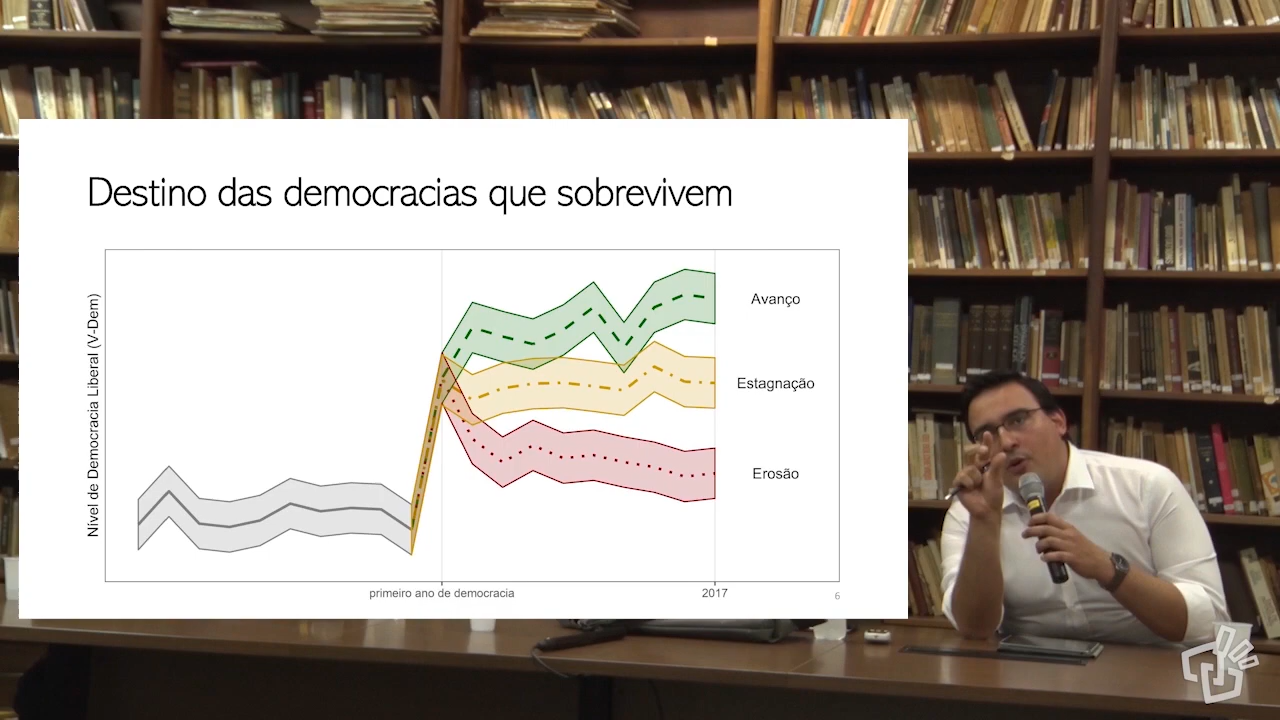 Destino das democracias que sobrevivem
Nível de Democracia Liberal (V-Dem)
Avanço
Estagnação
Erosão
primeiro ano de democracia
2017
6